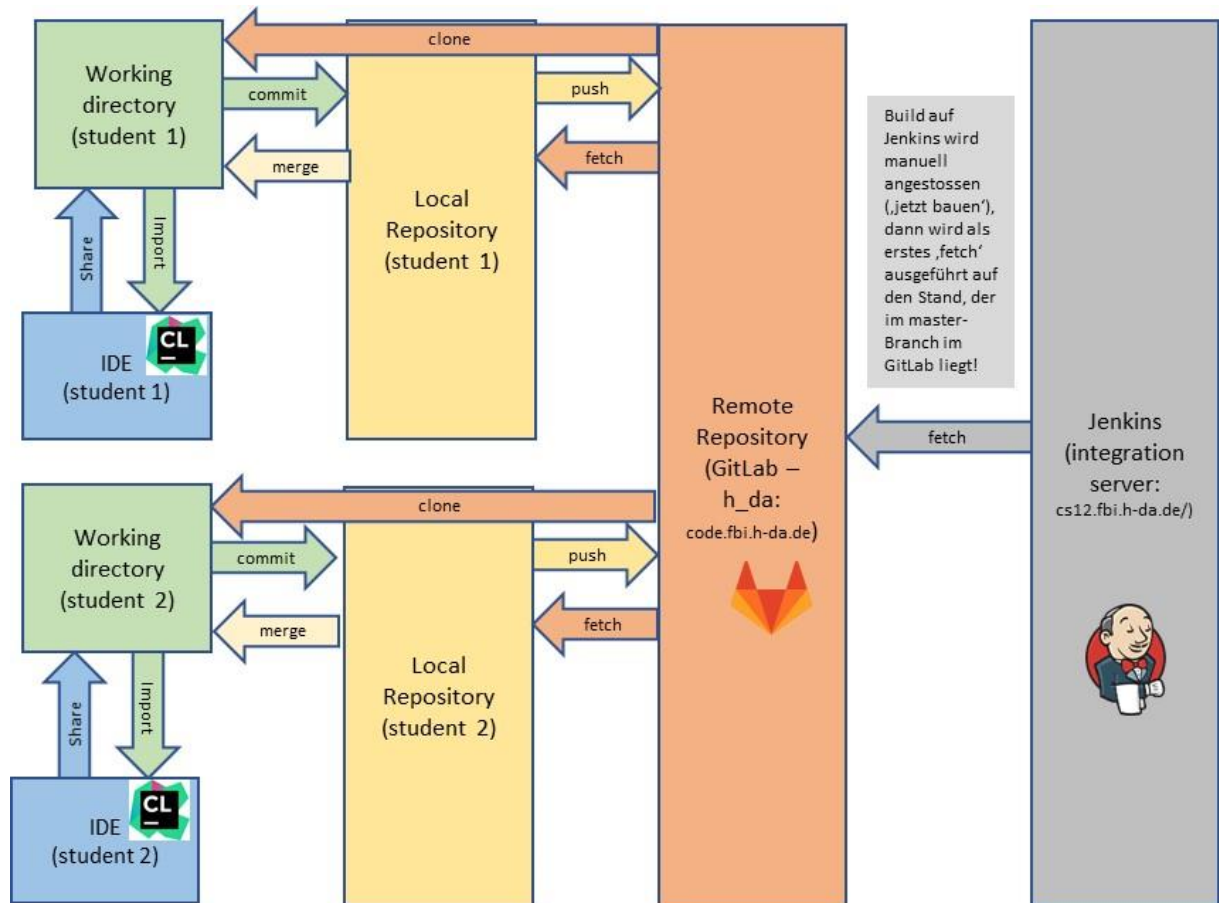 clone
Working
directory
(student 1)
commit
push
merge
fetch
Share
Import
Local
Repository
(student 1)
CL
IDE
(student 1)
Build auf
Jenkins wird
manuell
angestossen
(‚jetzt bauen‘),
dann wird als
erstes ‚fetch‘
ausgeführt auf
den Stand, der
im master-
Branch im
GitLab liegt!
Remote
Repository
(GitLab –
h_da:
code.fbi.h-da.de)
fetch
Jenkins
(integration
server:
cs12.fbi.h-da.de/)
clone
Working
directory
(student 2)
commit
push
merge
fetch
Share
Import
Local
Repository
(student 2)
CL
IDE
(student 2)